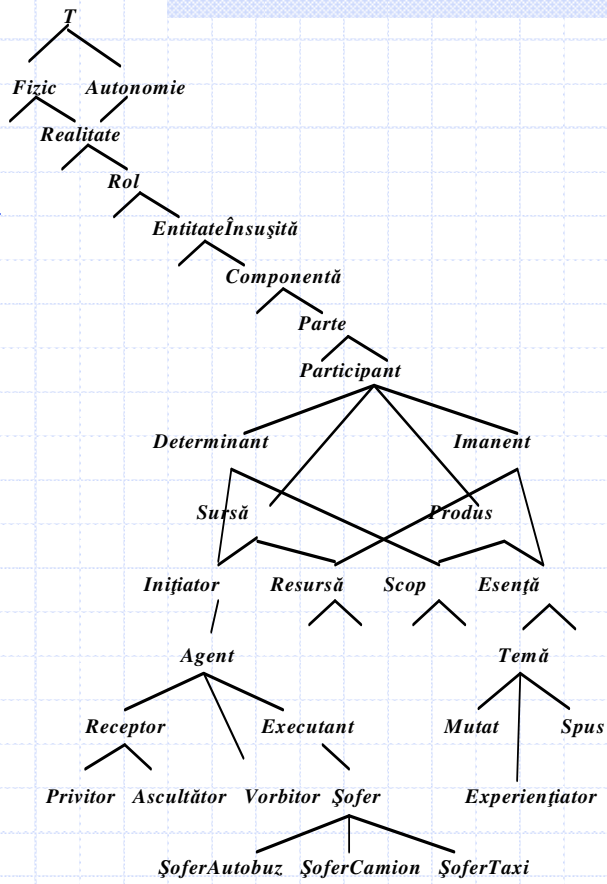 T
Fizic Autonomie
Realitate
Rol
EntitateÎnsuşită
Componentă
Parte
Participant
Determinant Imanent
Sursă Produs
Iniţiator Resursă Scop Esenţă
Agent Temă
Receptor Executant Mutat Spus
Privitor Ascultător Vorbitor Şofer Experienţiator
ŞoferAutobuz ŞoferCamion ŞoferTaxi